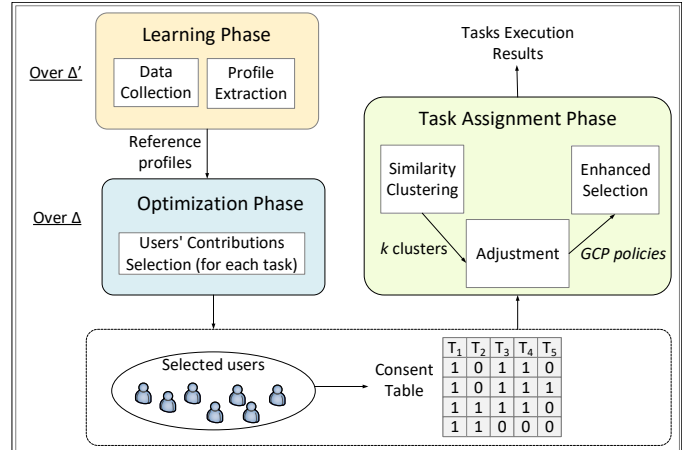 Learning Phase
Over Δ’
Data
Collection
Profile
Extraction
Reference
profiles
Over Δ
Optimization Phase
Users' Contributions
Selection (for each task)
Tasks Execution
Results
Task Assignment Phase
Similarity
Clustering
Enhanced
Selection
k clusters
Adjustment
GCP policies
Selected users
Consent
Table
T1 T2 T3 T4 T5
1 0 1 1 0
1 0 1 1 1
1 1 1 1 0
1 1 0 0 0